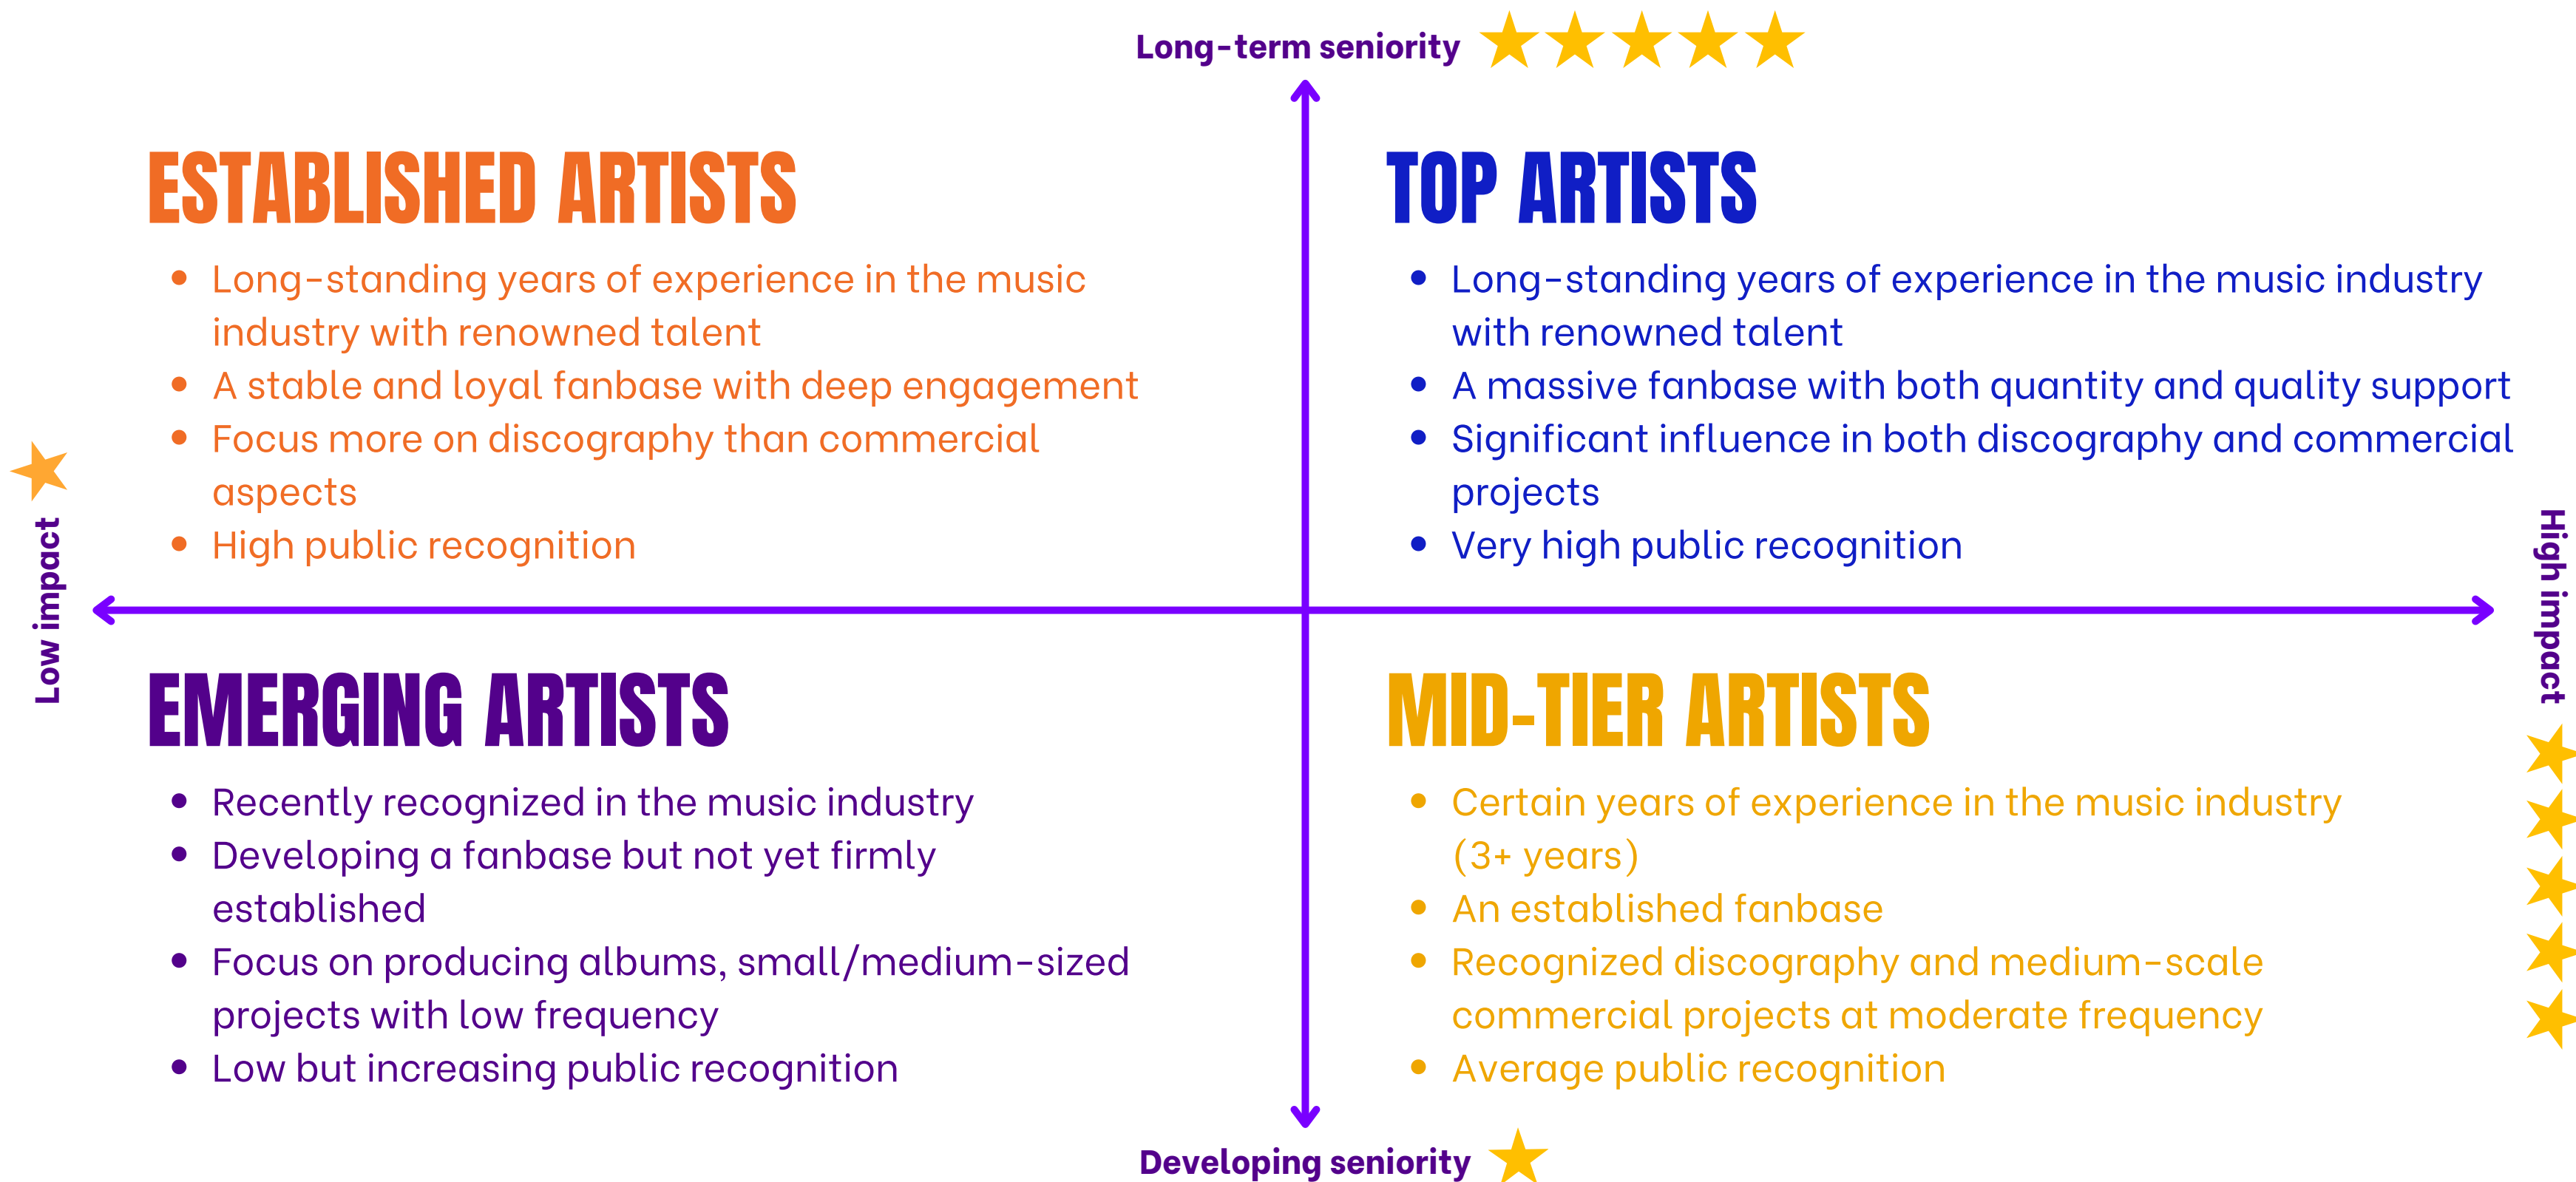 Long-term seniority
ESTABLISHED ARTISTS
• Long-standing years of experience in the music
industry with renowned talent
• A stable and loyal fanbase with deep engagement
• Focus more on discography than commercial
aspects
• High public recognition
TOP ARTISTS
• Long-standing years of experience in the music industry
with renowned talent
• A massive fanbase with both quantity and quality support
• Significant influence in both discography and commercial
projects
• Very high public recognition
Low impact
High impact
EMERGING ARTISTS
• Recently recognized in the music industry
• Developing a fanbase but not yet firmly
established
• Focus on producing albums, small/medium-sized
projects with low frequency
• Low but increasing public recognition
MID-TIER ARTISTS
• Certain years of experience in the music industry
(3+ years)
• An established fanbase
• Recognized discography and medium-scale
commercial projects at moderate frequency
• Average public recognition
Developing seniority